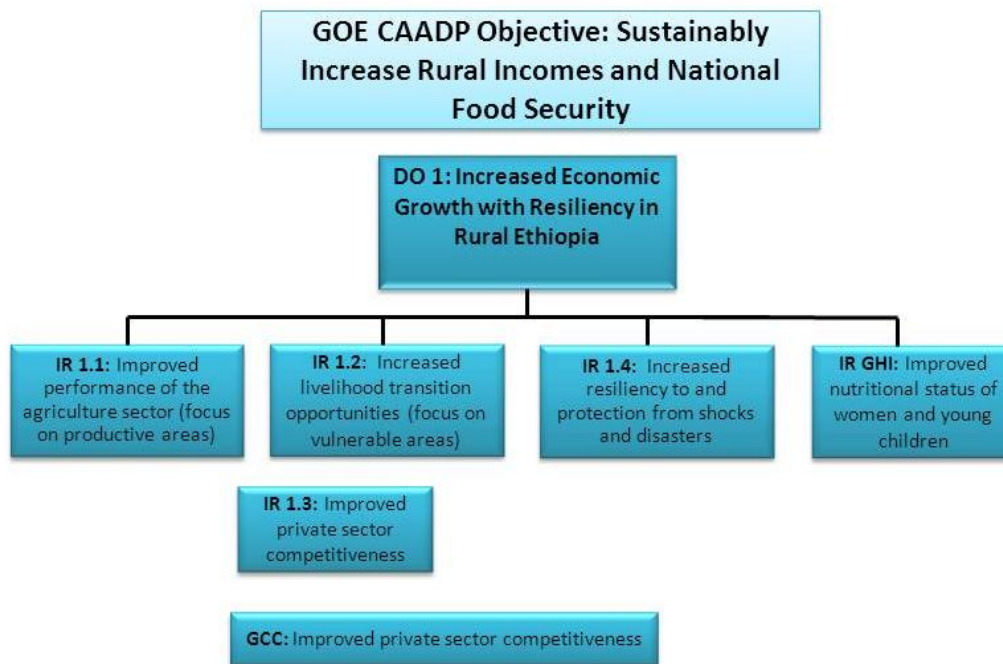 GOE CAADP Objective: Sustainably
Increase Rural Incomes and National
Food Security
DO 1: Increased Economic
Growth with Resiliency in
Rural Ethiopia
IR 1.1: Improved
performance of the
agriculture sector (focus
on productive areas)
IR 1.2: Increased
livelihood transition
opportunities (focus on
vulnerable areas)
IR 1.4: Increased
resiliency to and
protection from shocks
and disasters
IR GHI: Improved
nutritional status of
women and young
children
IR 1.3: Improved
private sector
competitiveness
GCC: Improved private sector competitiveness